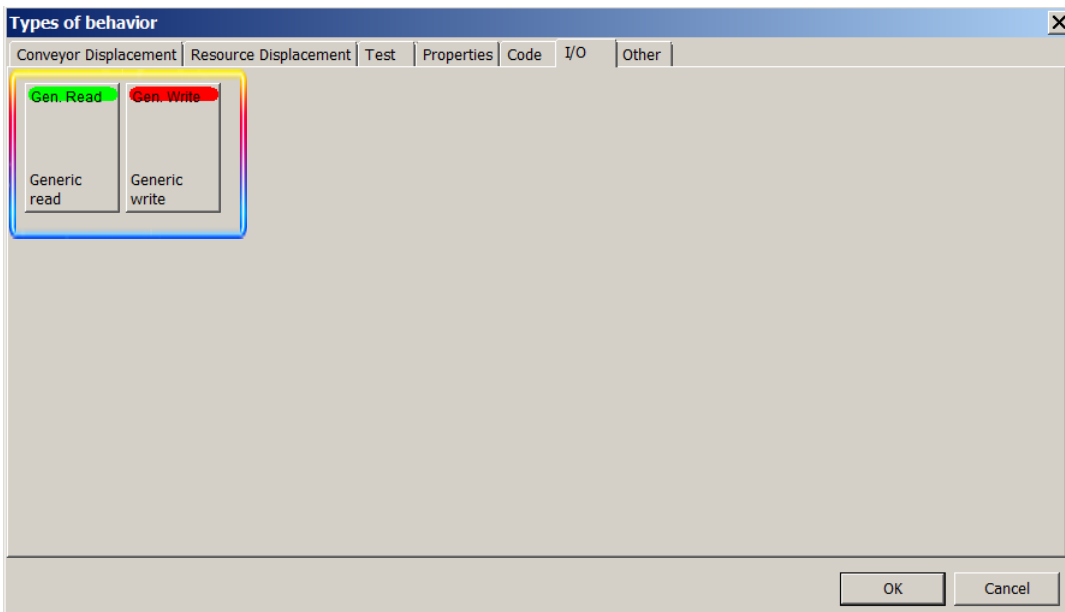 Types of behavior
Conveyor Displacement Resource Displacement Test Properties Code I/O Other
Gen. Read Gen. Write
Generic read
Generic write
OK Cancel